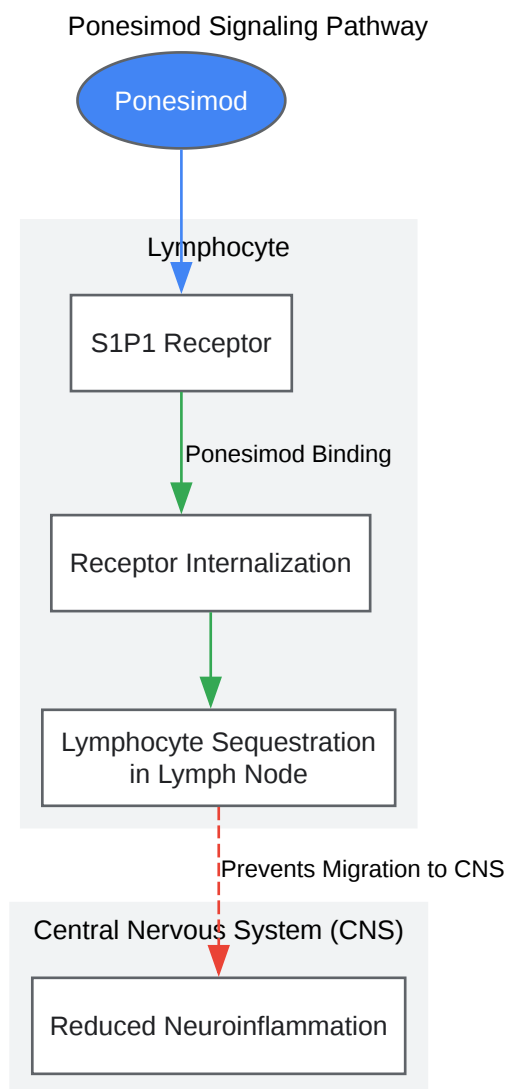 Ponesimod Signaling Pathway
Ponesimod
Lymphocyte
S1P1 Receptor
Ponesimod Binding
Receptor Internalization
Lymphocyte Sequestration
in Lymph Node
Prevents Migration to CNS
Central Nervous System (CNS)
Reduced Neuroinflammation